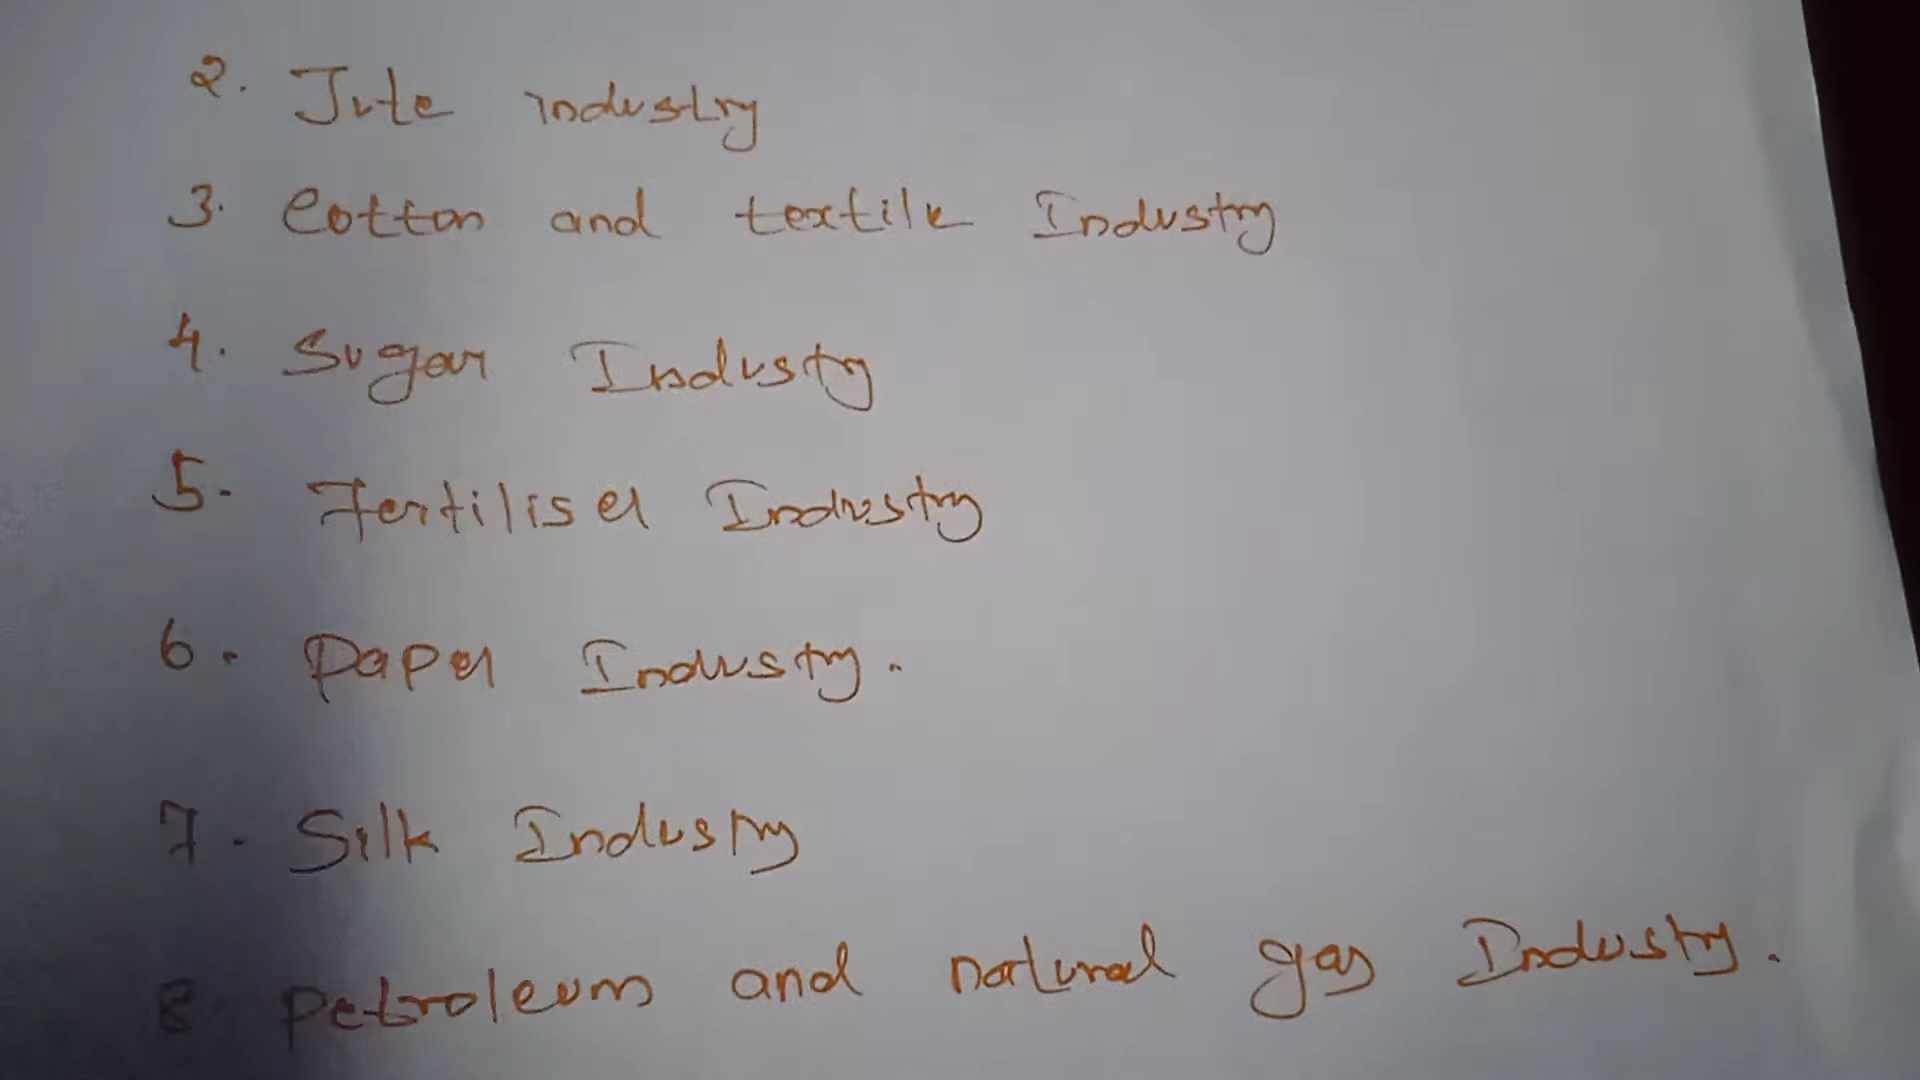 2. Jute industry
3. Cotton and textile Industry
4. Sugar Industry
5. Fertiliser Industry
6. Paper Industry.
7. Silk Industry
8 Petroleum and natural gas Industry.